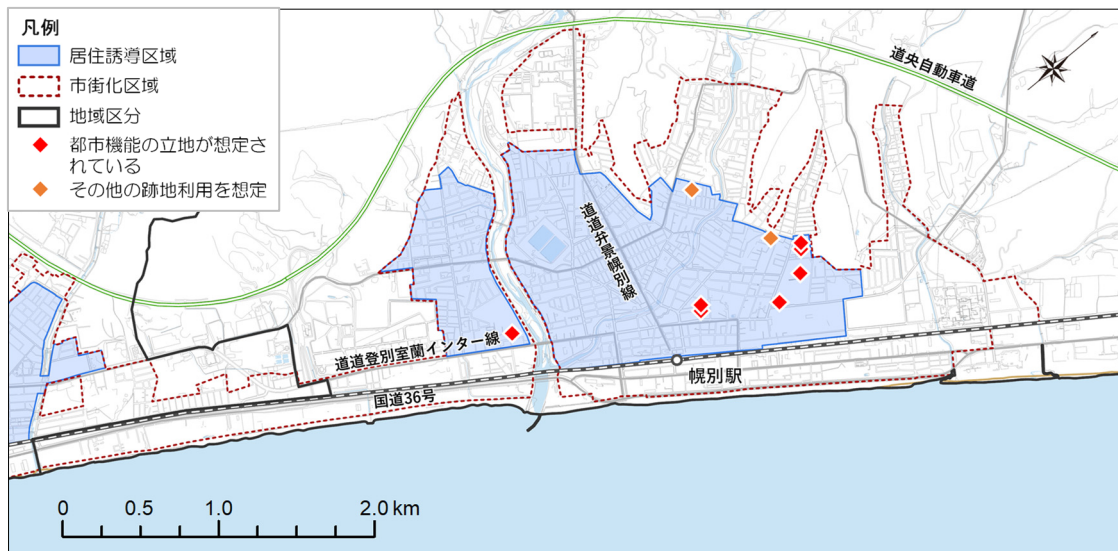 凡例
居住誘導区域
市街化区域
地域区分
都市機能の立地が想定さ
れている
その他の跡地利用を想定
道央自動車道
道道弁景幌別線
道道登別室蘭インター線
幌別駅
国道36号
0 0.5 1.0 2.0 km